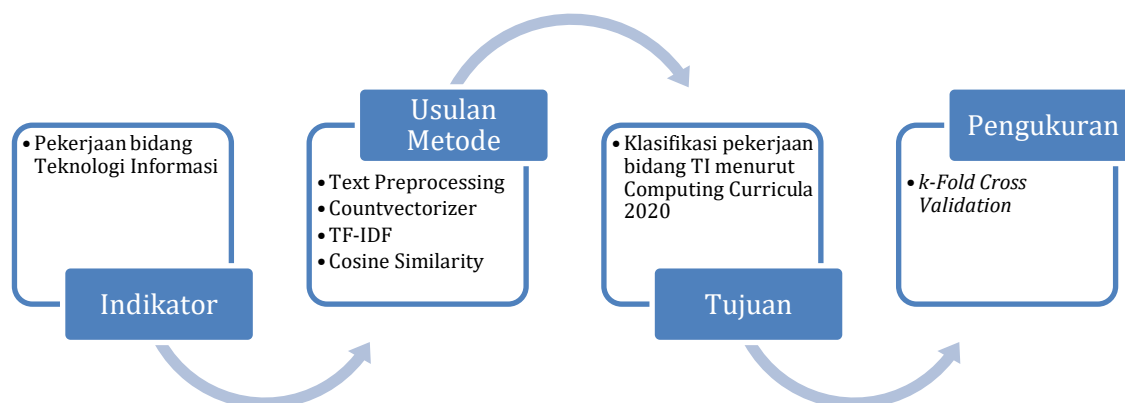 • Pekerjaan bidang
Teknologi Informasi
Indikator
Usulan
Metode
• Text Preprocessing
• Countvectorizer
• TF-IDF
• Cosine Similarity
• Klasifikasi pekerjaan
bidang TI menurut
Computing Curricula
2020
Tujuan
Pengukuran
• k-Fold Cross
Validation